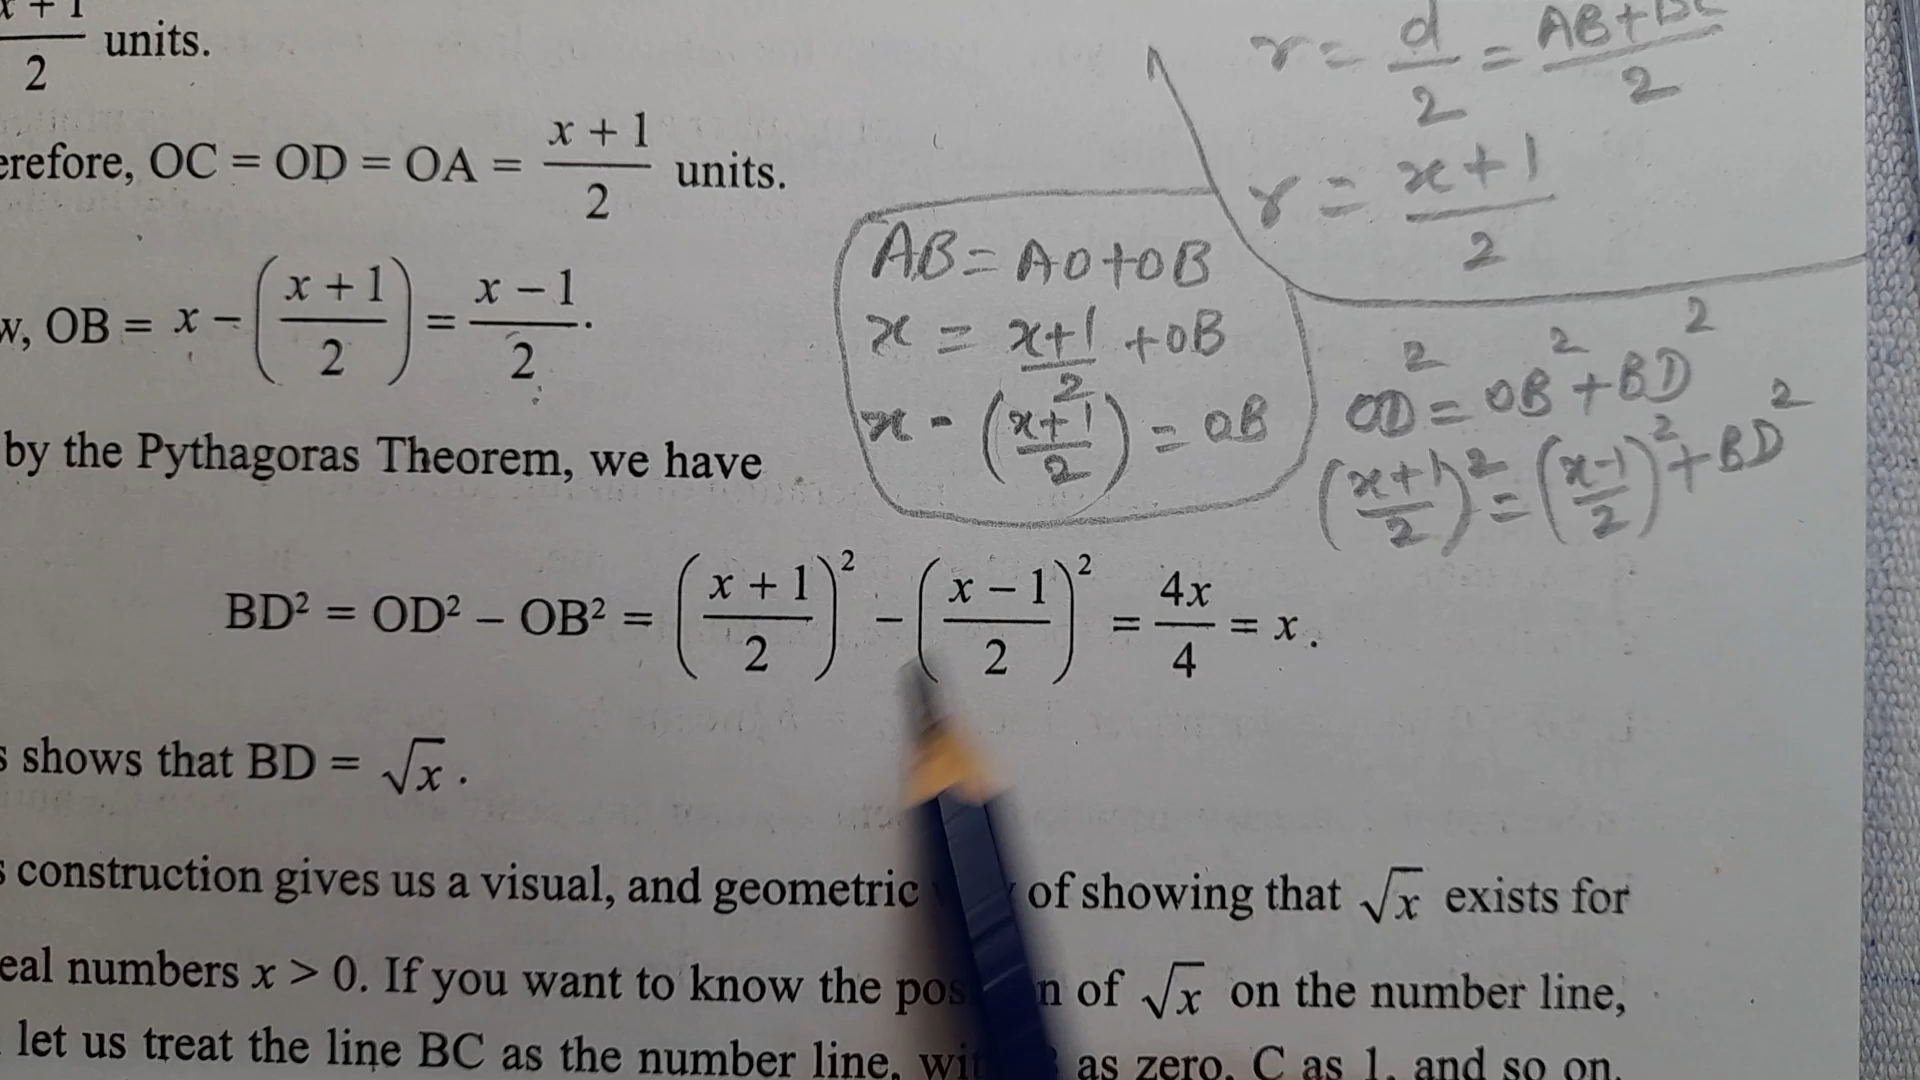 x + 1
2 units.
r = d/2 = AB+BC/2
erefore, OC = OD = OA = x + 1/2 units.
r = x+1/2
AB = AO+OB
w, OB = x – (x + 1/2) = x – 1/2.
x = x+1/2 +OB
x - (x+1/2) = OB
OD² = OB² + BD²
by the Pythagoras Theorem, we have
(x+1/2)² = (x-1/2)² + BD²
BD² = OD² – OB² = (x + 1/2)² – (x – 1/2)² = 4x/4 = x.
s shows that BD = √x.
s construction gives us a visual, and geometric of showing that √x exists for
eal numbers x > 0. If you want to know the pos n of √x on the number line,
let us treat the line BC as the number line, wi as zero, C as 1, and so on.